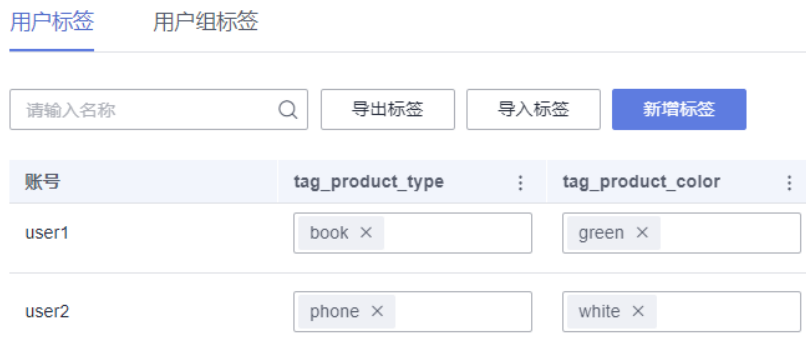 用户标签 用户组标签
请输入名称 导出标签 导入标签 新增标签
账号 tag_product_type tag_product_color
user1 book × green ×
user2 phone × white ×